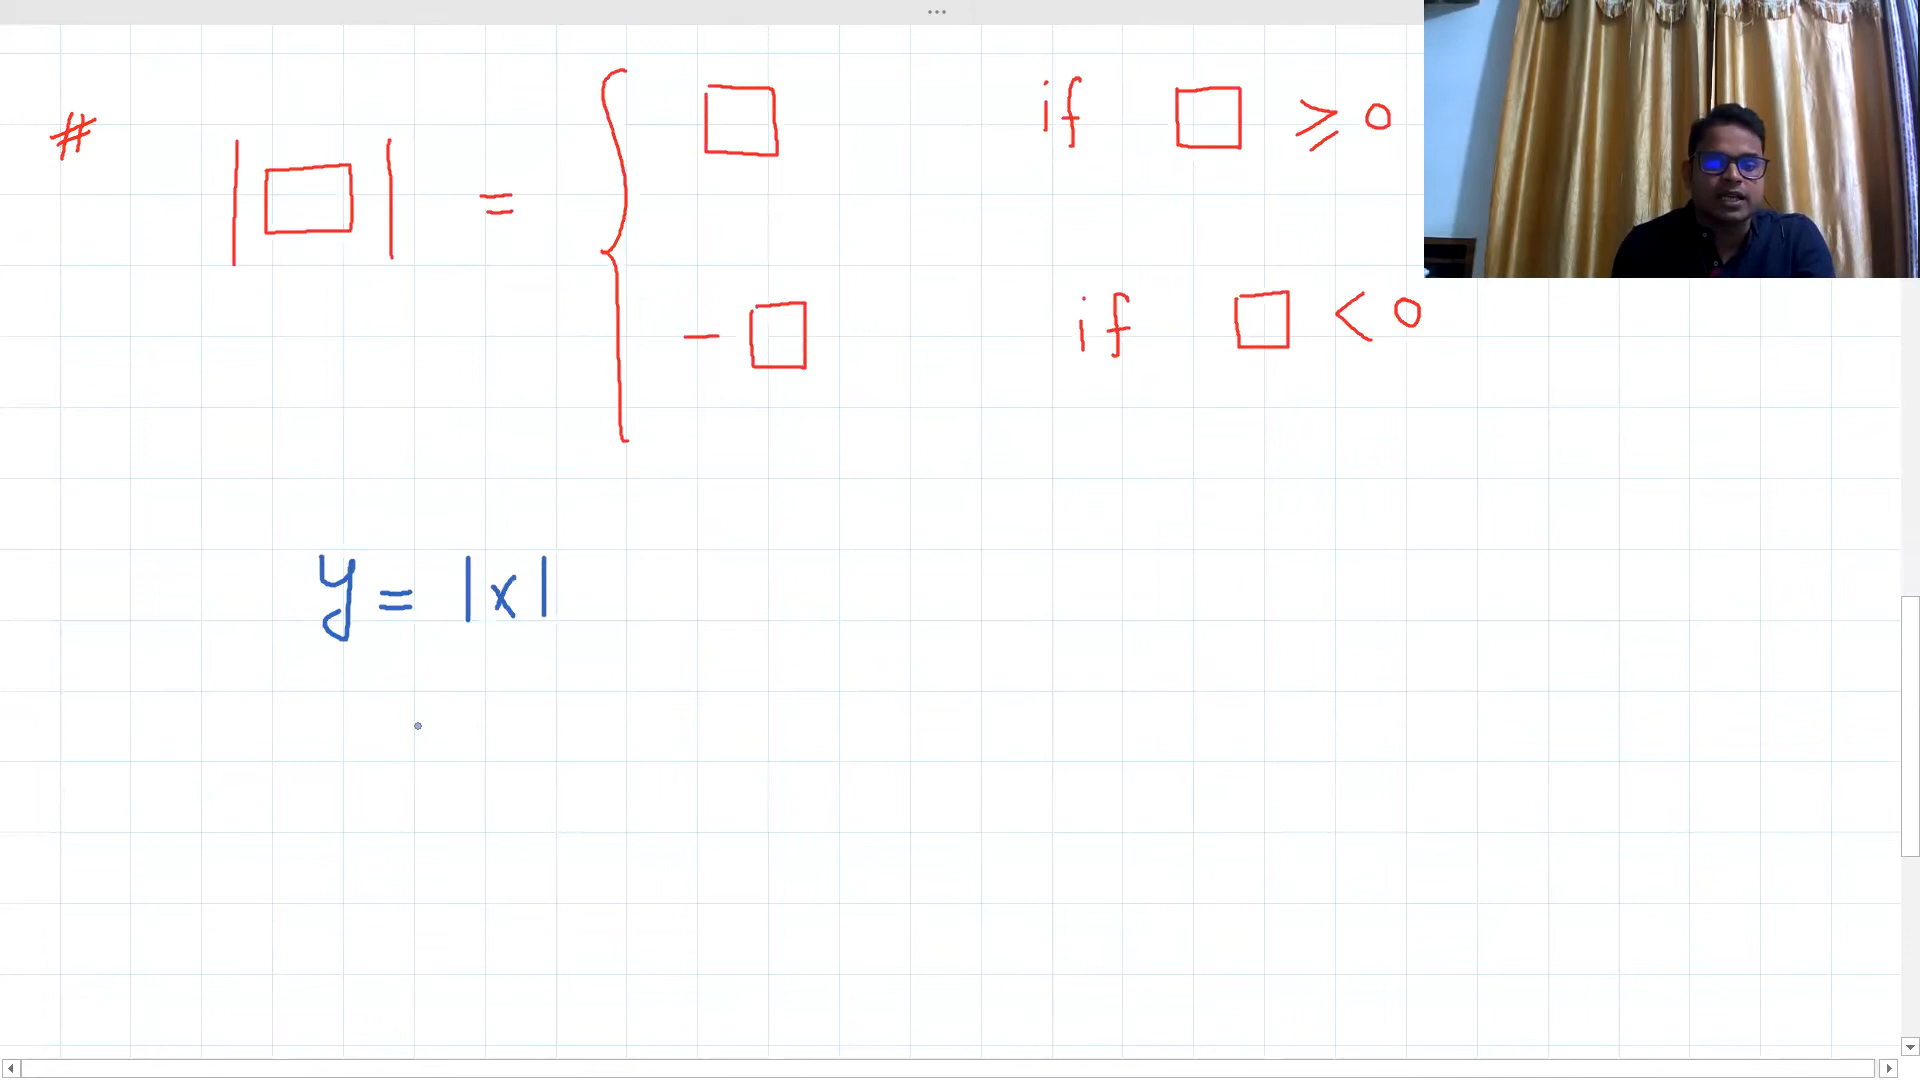 # |□| = { □ if □ ⩾ 0
- □ if □ < 0
y = |x|